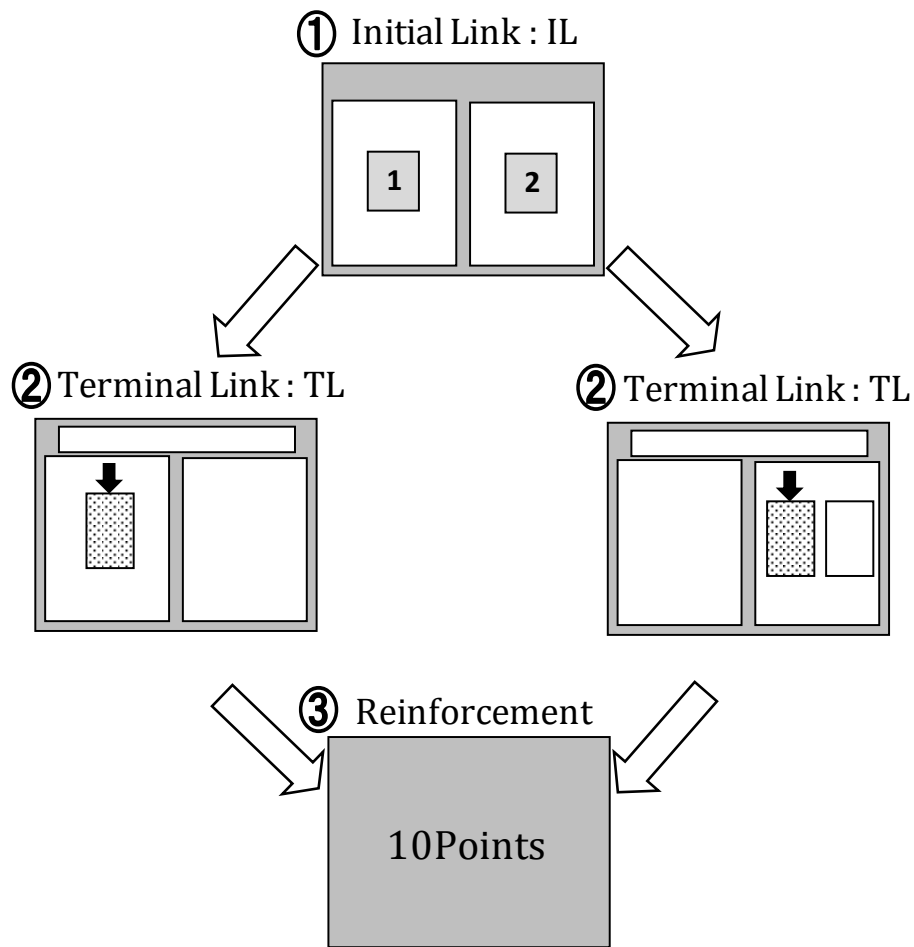 ① Initial Link : IL
1
2
② Terminal Link : TL
② Terminal Link : TL
③ Reinforcement
10Points